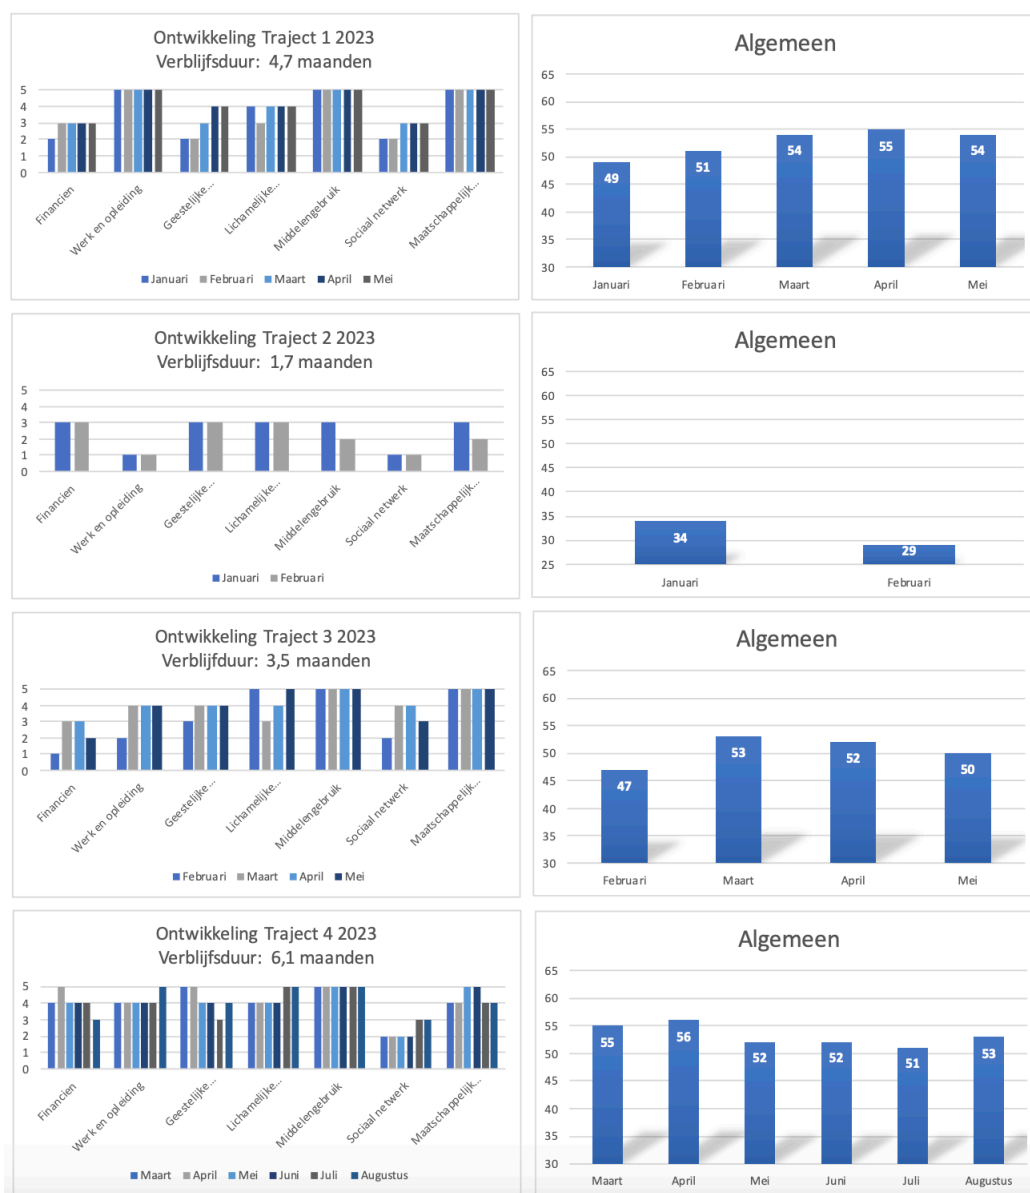 Ontwikkeling Traject 1 2023
Verblijfsduur: 4,7 maanden
5
4
3
2
1
0
Financien
Werk en opleiding
Geestelijke...
Lichamelijke...
Middelengebruik
Sociaal netwerk
Maatschappelijk...
Januari Februari Maart April Mei
Algemeen
65
60
55
50
45
40
35
30
49
51
54
55
54
Januari Februari Maart April Mei
Ontwikkeling Traject 2 2023
Verblijfsduur: 1,7 maanden
5
4
3
2
1
0
Financien
Werk en opleiding
Geestelijke...
Lichamelijke...
Middelengebruik
Sociaal netwerk
Maatschappelijk...
Januari Februari
Algemeen
65
60
55
50
45
40
35
30
25
34
29
Januari Februari
Ontwikkeling Traject 3 2023
Verblijfduur: 3,5 maanden
5
4
3
2
1
0
Financien
Werk en opleiding
Geestelijke...
Lichamelijke...
Middelengebruik
Sociaal netwerk
Maatschappelijk...
Februari Maart April Mei
Algemeen
65
60
55
50
45
40
35
30
47
53
52
50
Februari Maart April Mei
Ontwikkeling Traject 4 2023
Verblijfsduur: 6,1 maanden
5
4
3
2
1
0
Financien
Werk en opleiding
Geestelijke...
Lichamelijke...
Middelengebruik
Sociaal netwerk
Maatschappelijk...
Maart April Mei Juni Juli Augustus
Algemeen
65
60
55
50
45
40
35
30
55
56
52
52
51
53
Maart April Mei Juni Juli Augustus